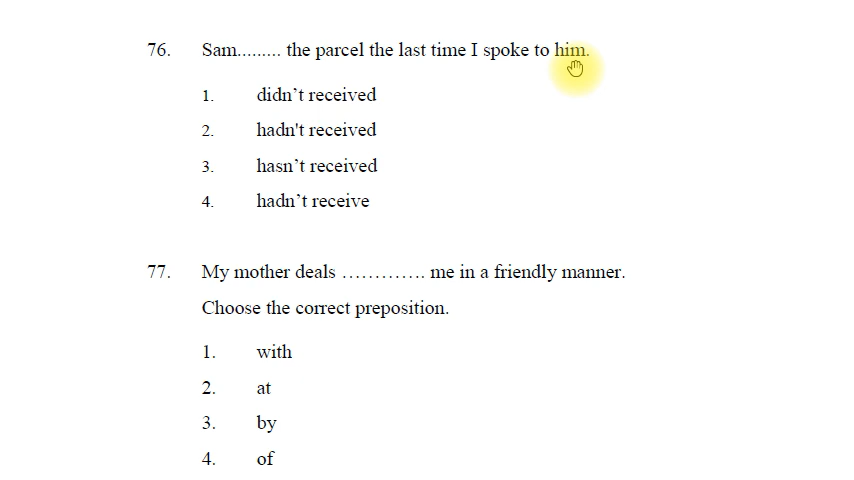 76. Sam......... the parcel the last time I spoke to him.
1. didn’t received
2. hadn't received
3. hasn’t received
4. hadn’t receive
77. My mother deals …………. me in a friendly manner.
Choose the correct preposition.
1. with
2. at
3. by
4. of